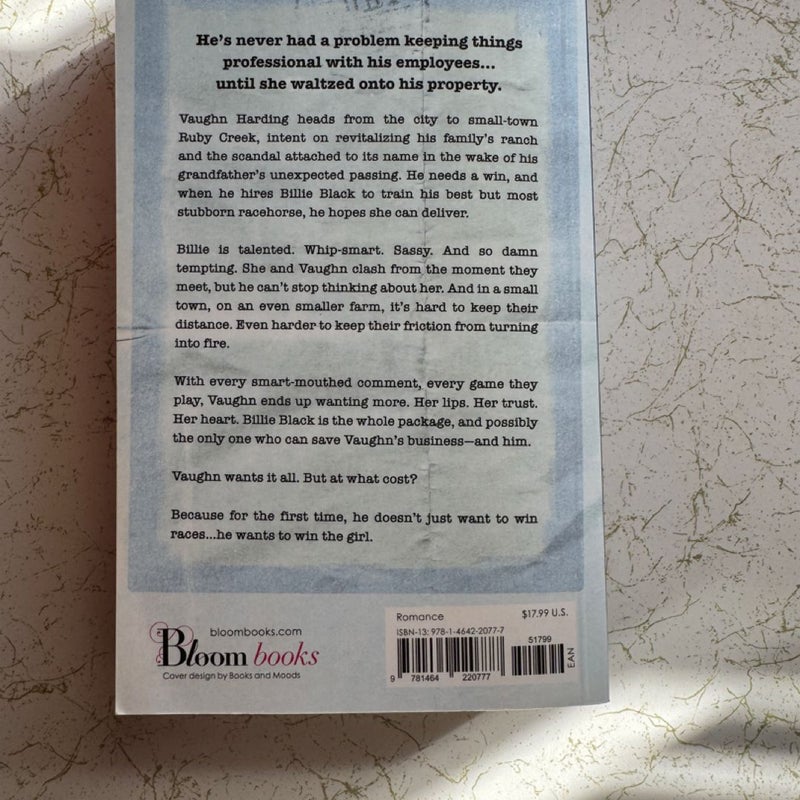 He's never had a problem keeping things
professional with his employees...
until she waltzed onto his property.
Vaughn Harding heads from the city to small-town
Ruby Creek, intent on revitalizing his family's ranch
and the scandal attached to its name in the wake of his
grandfather's unexpected passing. He needs a win, and
when he hires Billie Black to train his best but most
stubborn racehorse, he hopes she can deliver.
Billie is talented. Whip-smart. Sassy. And so damn
tempting. She and Vaughn clash from the moment they
meet, but he can't stop thinking about her. And in a small
town, on an even smaller farm, it's hard to keep their
distance. Even harder to keep their friction from turning
into fire.
With every smart-mouthed comment, every game they
play, Vaughn ends up wanting more. Her lips. Her trust.
Her heart. Billie Black is the whole package, and possibly
the only one who can save Vaughn's business—and him.
Vaughn wants it all. But at what cost?
Because for the first time, he doesn't just want to win
races...he wants to win the girl.
bloombooks.com
Bloom books
Cover design by Books and Moods
Romance $17.99 U.S.
ISBN-13: 978-1-4642-2077-7
51799
EAN
9 781464 220777